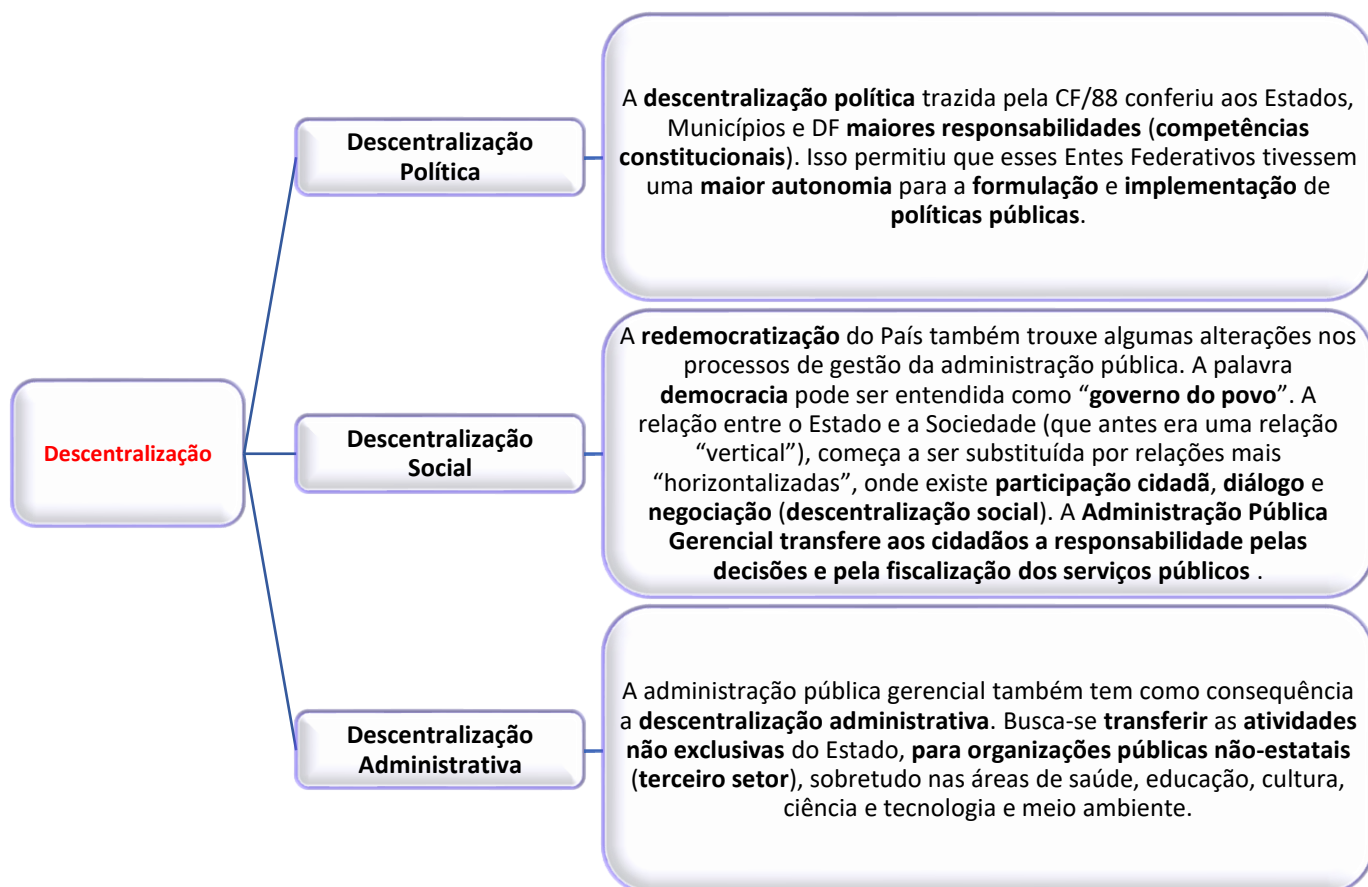 Descentralização
Descentralização
Política
A descentralização política trazida pela CF/88 conferiu aos Estados,
Municípios e DF maiores responsabilidades (competências
constitucionais). Isso permitiu que esses Entes Federativos tivessem
uma maior autonomia para a formulação e implementação de
políticas públicas.
Descentralização
Social
A redemocratização do País também trouxe algumas alterações nos
processos de gestão da administração pública. A palavra
democracia pode ser entendida como “governo do povo”. A
relação entre o Estado e a Sociedade (que antes era uma relação
“vertical”), começa a ser substituída por relações mais
“horizontalizadas”, onde existe participação cidadã, diálogo e
negociação (descentralização social). A Administração Pública
Gerencial transfere aos cidadãos a responsabilidade pelas
decisões e pela fiscalização dos serviços públicos .
Descentralização
Administrativa
A administração pública gerencial também tem como consequência
a descentralização administrativa. Busca-se transferir as atividades
não exclusivas do Estado, para organizações públicas não-estatais
(terceiro setor), sobretudo nas áreas de saúde, educação, cultura,
ciência e tecnologia e meio ambiente.